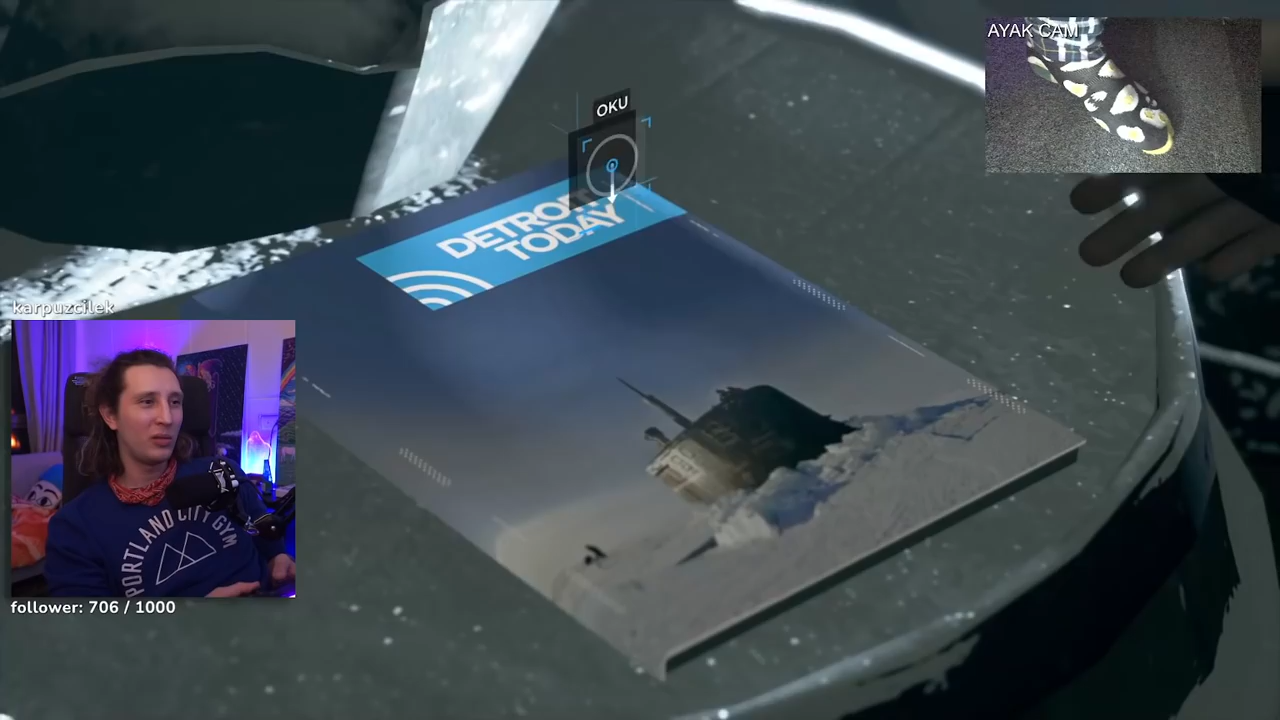 AYAK CAM
OKU
DETROIT
TODAY
karpuzcilek
PORTLAND CITY GYM
follower: 706 / 1000